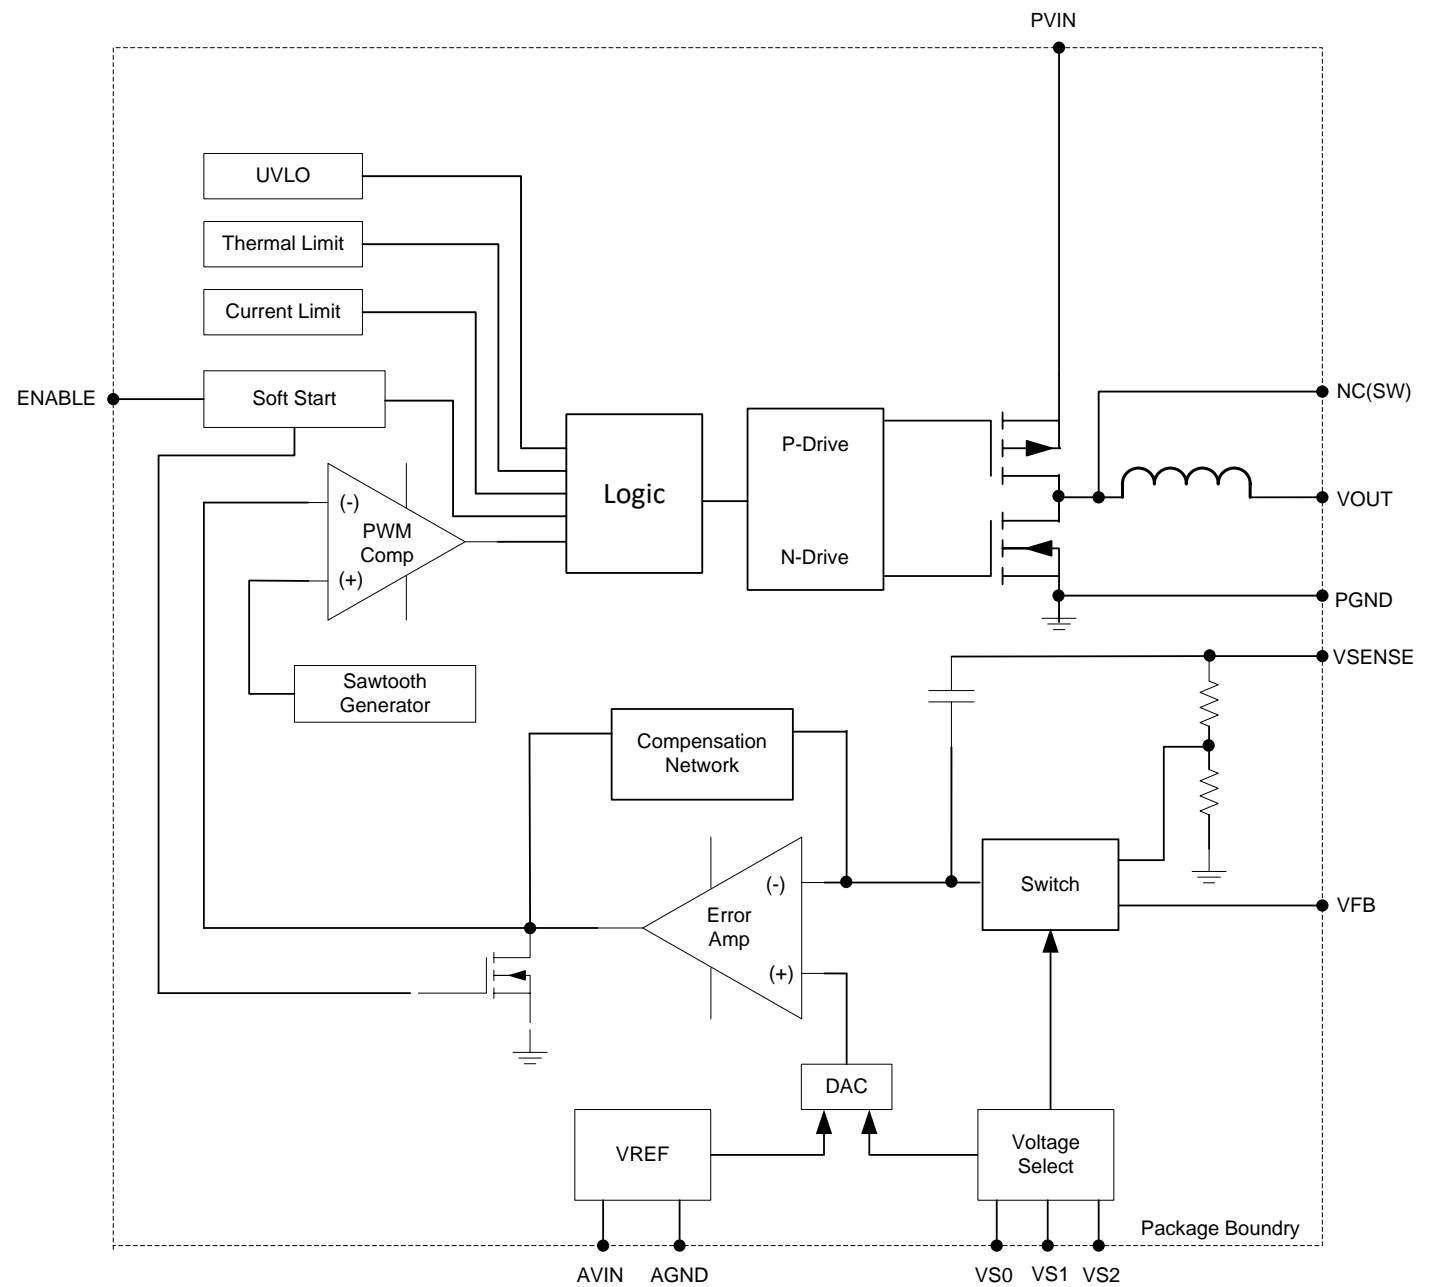 PVIN
UVLO
Thermal Limit
Current Limit
ENABLE
Soft Start
NC(SW)
P-Drive
Logic
(-)
PWM
Comp
(+)
N-Drive
VOUT
PGND
VSENSE
Sawtooth
Generator
Compensation
Network
Switch
(-)
Error
Amp
(+)
VFB
DAC
VREF
Voltage
Select
Package Boundry
AVIN
AGND
VS0
VS1
VS2